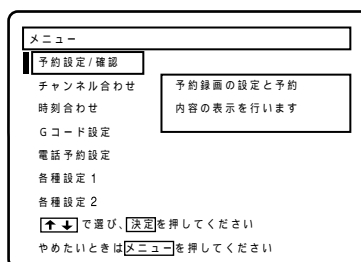 メニュー
予約設定/確認
チャンネル合わせ
予約録画の設定と予約
時刻合わせ
内容の表示を行います
Gコード設定
電話予約設定
各種設定1
各種設定2
↑↓で選び、決定を押してください
やめたいときはメニューを押してください